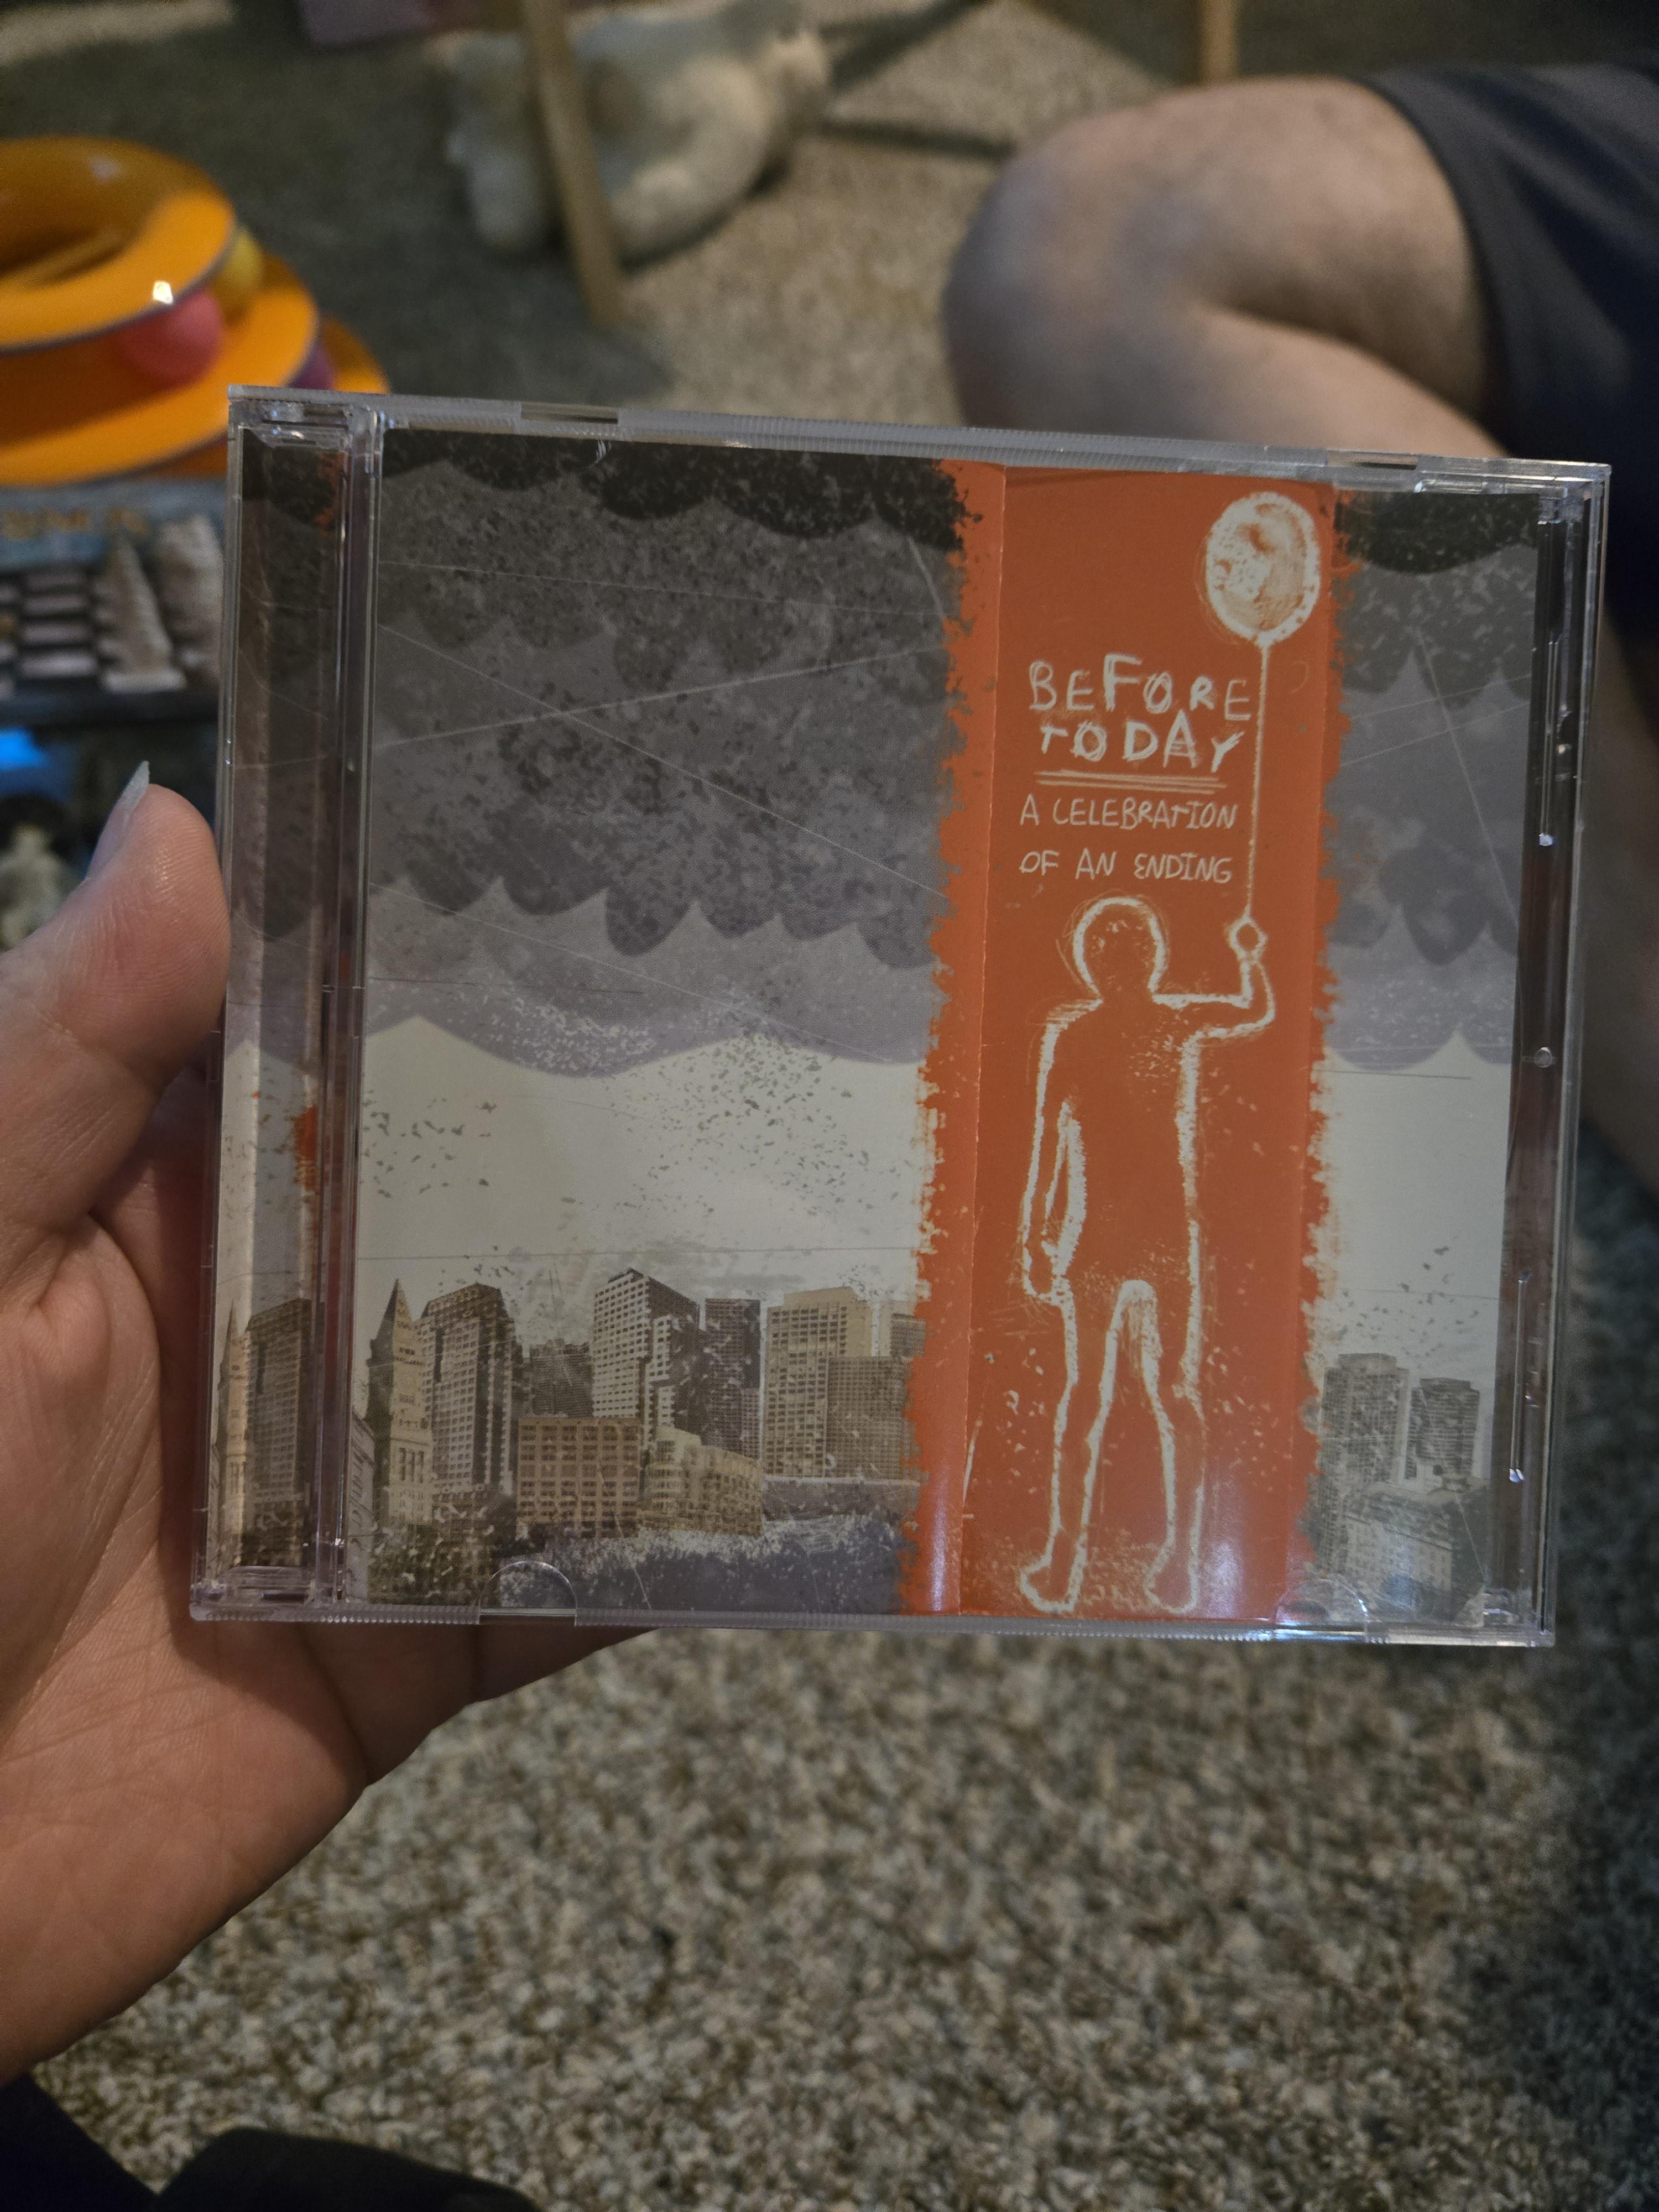 BEFORE
TODAY
A CELEBRATION
OF AN ENDING